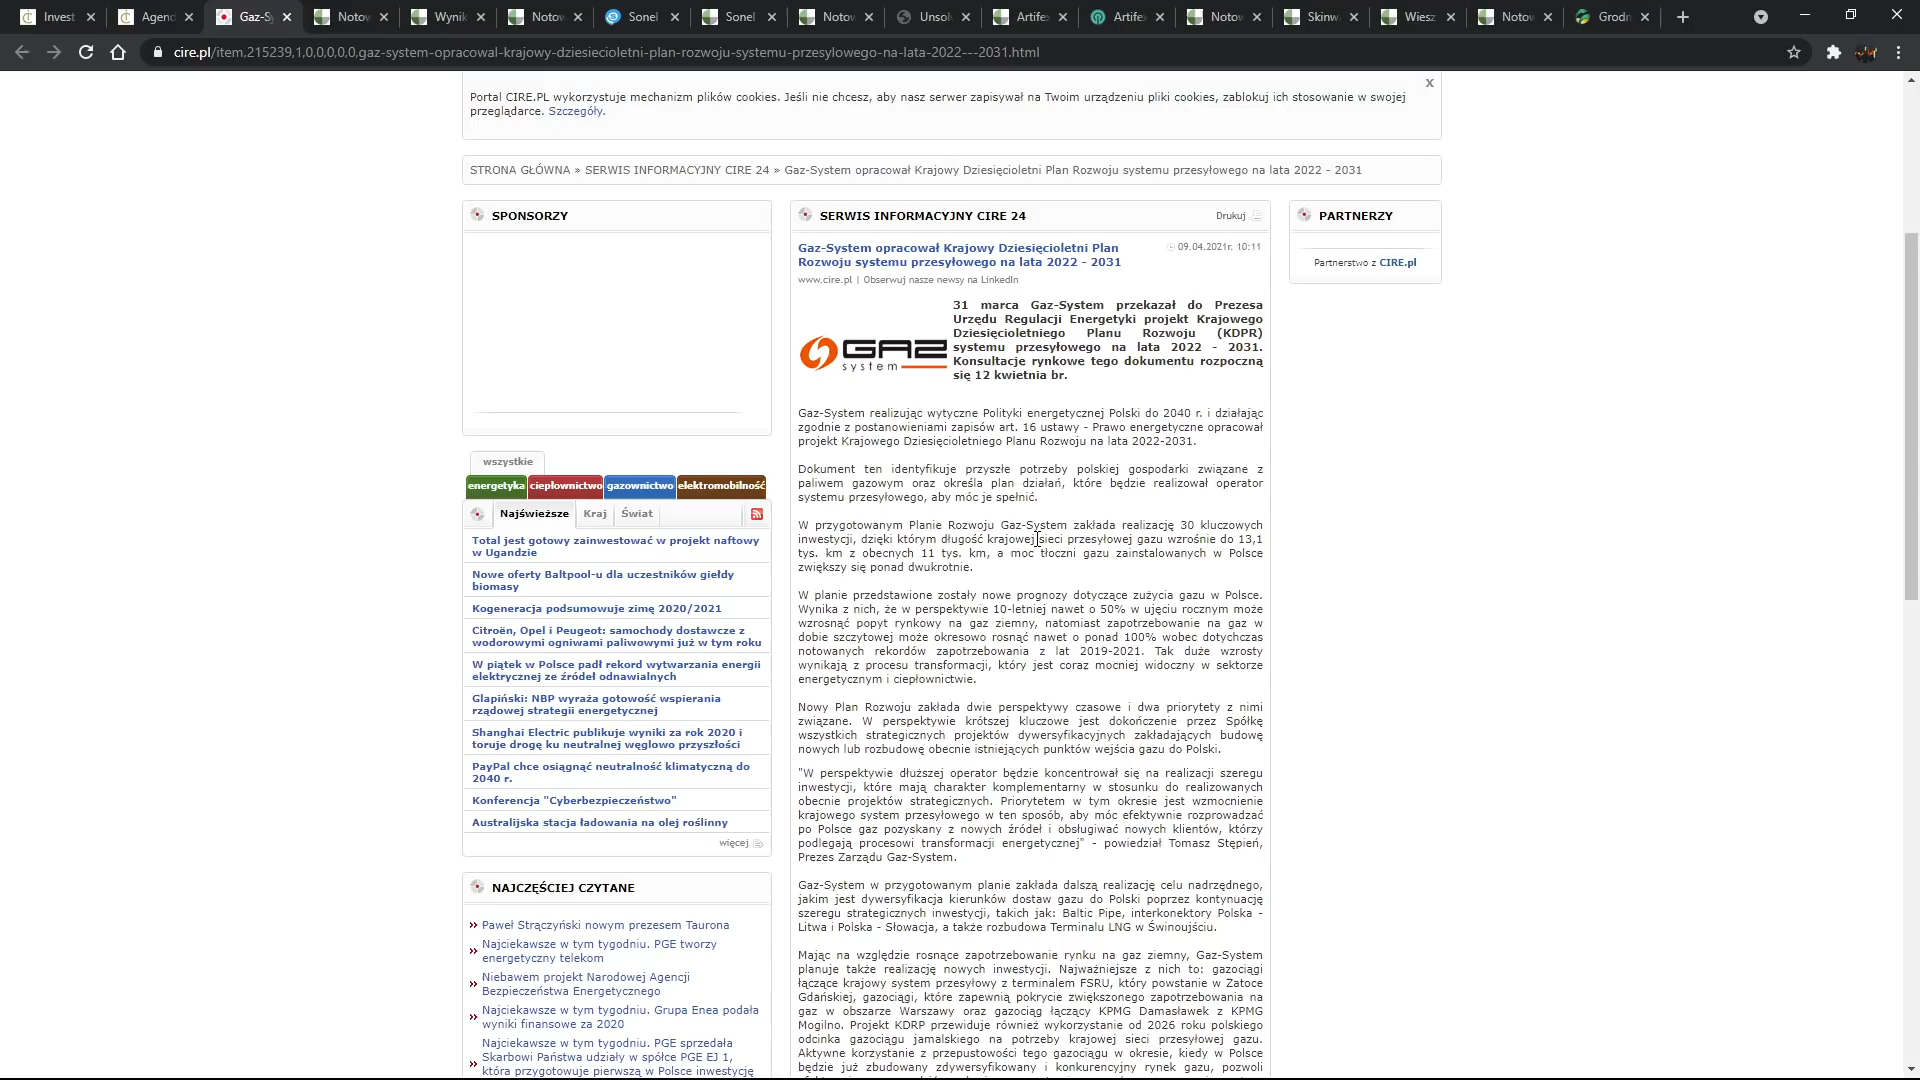 Invest
Agend
Gaz-S
Notow
Wynik
Notow
Sonel
Sonel
Notow
Unsol
Artifex
Artifex
Notow
Skinwa
Wiesz
Notow
Grodn
cire.pl/item,215239,1,0,0,0,0,0,gaz-system-opracowal-krajowy-dziesiecioletni-plan-rozwoju-systemu-przesylowego-na-lata-2022---2031.html
x
Portal CIRE.PL wykorzystuje mechanizm plików cookies. Jeśli nie chcesz, aby nasz serwer zapisywał na Twoim urządzeniu pliki cookies, zablokuj ich stosowanie w swojej
przeglądarce. Szczegóły.
STRONA GŁÓWNA » SERWIS INFORMACYJNY CIRE 24 » Gaz-System opracował Krajowy Dziesięcioletni Plan Rozwoju systemu przesyłowego na lata 2022 - 2031
SPONSORZY
wszystkie
energetyka ciepłownictwo gazownictwo elektromobilność
Najświeższe Kraj Świat
Total jest gotowy zainwestować w projekt naftowy
w Ugandzie
Nowe oferty Baltpool-u dla uczestników giełdy
biomasy
Kogeneracja podsumowuje zimę 2020/2021
Citroën, Opel i Peugeot: samochody dostawcze z
wodorowymi ogniwami paliwowymi już w tym roku
W piątek w Polsce padł rekord wytwarzania energii
elektrycznej ze źródeł odnawialnych
Glapiński: NBP wyraża gotowość wspierania
rządowej strategii energetycznej
Shanghai Electric publikuje wyniki za rok 2020 i
toruje drogę ku neutralnej węglowo przyszłości
PayPal chce osiągnąć neutralność klimatyczną do
2040 r.
Konferencja "Cyberbezpieczeństwo"
Australijska stacja ładowania na olej roślinny
więcej
NAJCZĘŚCIEJ CZYTANE
Paweł Strączyński nowym prezesem Taurona
Najciekawsze w tym tygodniu. PGE tworzy
energetyczny telekom
Niebawem projekt Narodowej Agencji
Bezpieczeństwa Energetycznego
Najciekawsze w tym tygodniu. Grupa Enea podała
wyniki finansowe za 2020
Najciekawsze w tym tygodniu. PGE sprzedała
Skarbowi Państwa udziały w spółce PGE EJ 1,
która przygotowuje pierwszą w Polsce inwestycję
SERWIS INFORMACYJNY CIRE 24
Drukuj
Gaz-System opracował Krajowy Dziesięcioletni Plan
Rozwoju systemu przesyłowego na lata 2022 - 2031
09.04.2021r. 10:11
www.cire.pl | Obserwuj nasze newsy na LinkedIn
GAZ
system
31 marca Gaz-System przekazał do Prezesa
Urzędu Regulacji Energetyki projekt Krajowego
Dziesięcioletniego Planu Rozwoju (KDPR)
systemu przesyłowego na lata 2022 - 2031.
Konsultacje rynkowe tego dokumentu rozpoczną
się 12 kwietnia br.
Gaz-System realizując wytyczne Polityki energetycznej Polski do 2040 r. i działając
zgodnie z postanowieniami zapisów art. 16 ustawy - Prawo energetyczne opracował
projekt Krajowego Dziesięcioletniego Planu Rozwoju na lata 2022-2031.
Dokument ten identyfikuje przyszłe potrzeby polskiej gospodarki związane z
paliwem gazowym oraz określa plan działań, które będzie realizował operator
systemu przesyłowego, aby móc je spełnić.
W przygotowanym Planie Rozwoju Gaz-System zakłada realizację 30 kluczowych
inwestycji, dzięki którym długość krajowej sieci przesyłowej gazu wzrośnie do 13,1
tys. km z obecnych 11 tys. km, a moc tłoczni gazu zainstalowanych w Polsce
zwiększy się ponad dwukrotnie.
W planie przedstawione zostały nowe prognozy dotyczące zużycia gazu w Polsce.
Wynika z nich, że w perspektywie 10-letniej nawet o 50% w ujęciu rocznym może
wzrosnąć popyt rynkowy na gaz ziemny, natomiast zapotrzebowanie na gaz w
dobie szczytowej może okresowo rosnąć nawet o ponad 100% wobec dotychczas
notowanych rekordów zapotrzebowania z lat 2019-2021. Tak duże wzrosty
wynikają z procesu transformacji, który jest coraz mocniej widoczny w sektorze
energetycznym i ciepłownictwie.
Nowy Plan Rozwoju zakłada dwie perspektywy czasowe i dwa priorytety z nimi
związane. W perspektywie krótszej kluczowe jest dokończenie przez Spółkę
wszystkich strategicznych projektów dywersyfikacyjnych zakładających budowę
nowych lub rozbudowę obecnie istniejących punktów wejścia gazu do Polski.
"W perspektywie dłuższej operator będzie koncentrował się na realizacji szeregu
inwestycji, które mają charakter komplementarny w stosunku do realizowanych
obecnie projektów strategicznych. Priorytetem w tym okresie jest wzmocnienie
krajowego system przesyłowego w ten sposób, aby móc efektywnie rozprowadzać
po Polsce gaz pozyskany z nowych źródeł i obsługiwać nowych klientów, którzy
podlegają procesowi transformacji energetycznej" - powiedział Tomasz Stępień,
Prezes Zarządu Gaz-System.
Gaz-System w przygotowanym planie zakłada dalszą realizację celu nadrzędnego,
jakim jest dywersyfikacja kierunków dostaw gazu do Polski poprzez kontynuację
szeregu strategicznych inwestycji, takich jak: Baltic Pipe, interkonektory Polska -
Litwa i Polska - Słowacja, a także rozbudowa Terminalu LNG w Świnoujściu.
Mając na względzie rosnące zapotrzebowanie rynku na gaz ziemny, Gaz-System
planuje także realizację nowych inwestycji. Najważniejsze z nich to: gazociągi
łączące krajowy system przesyłowy z terminalem FSRU, który powstanie w Zatoce
Gdańskiej, gazociągi, które zapewnią pokrycie zwiększonego zapotrzebowania na
gaz w obszarze Warszawy oraz gazociąg łączący KPMG Damasławek z KPMG
Mogilno. Projekt KDRP przewiduje również wykorzystanie od 2026 roku polskiego
odcinka gazociągu jamalskiego na potrzeby krajowej sieci przesyłowej gazu.
Aktywne korzystanie z przepustowości tego gazociągu w okresie, kiedy w Polsce
będzie już zbudowany zdywersyfikowany i konkurencyjny rynek gazu, pozwoli
PARTNERZY
Partnerstwo z CIRE.pl